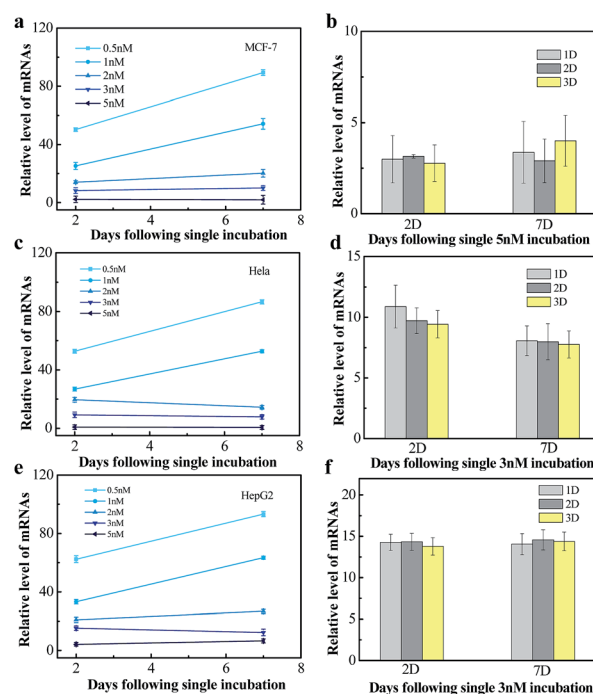 a
120
80
40
0
Relative level of mRNAs
0.5nM
1nM
2nM
3nM
5nM
MCF-7
2 4 6 8
Days following single incubation
b
10
5
0
Relative level of mRNAs
1D
2D
3D
2D 7D
Days following single 5nM incubation
c
120
80
40
0
Relative level of mRNAs
0.5nM
1nM
2nM
3nM
5nM
Hela
2 4 6 8
Days following single incubation
d
15
10
5
0
Relative level of mRNAs
1D
2D
3D
2D 7D
Days following single 3nM incubation
e
120
80
40
0
Relative level of mRNAs
0.5nM
1nM
2nM
3nM
5nM
HepG2
2 4 6 8
Days following single incubation
f
20
15
10
5
0
Relative level of mRNAs
1D
2D
3D
2D 7D
Days following single 3nM incubation